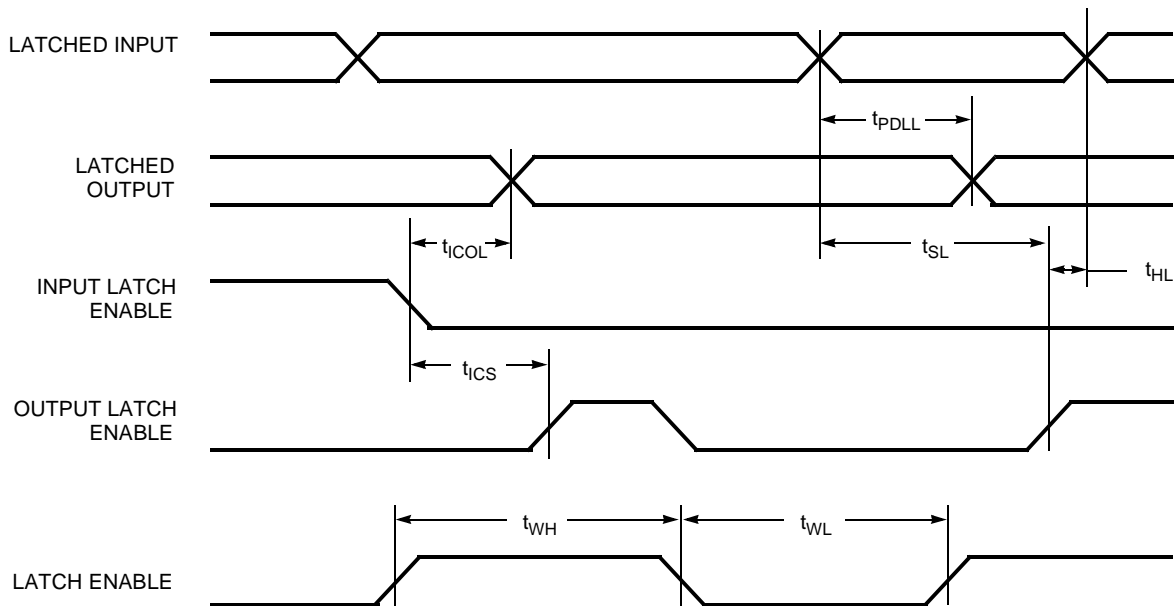 LATCHED INPUT
tPDLL
LATCHED
OUTPUT
tICOL
tSL
tHL
INPUT LATCH
ENABLE
tICS
OUTPUT LATCH
ENABLE
tWH
tWL
LATCH ENABLE